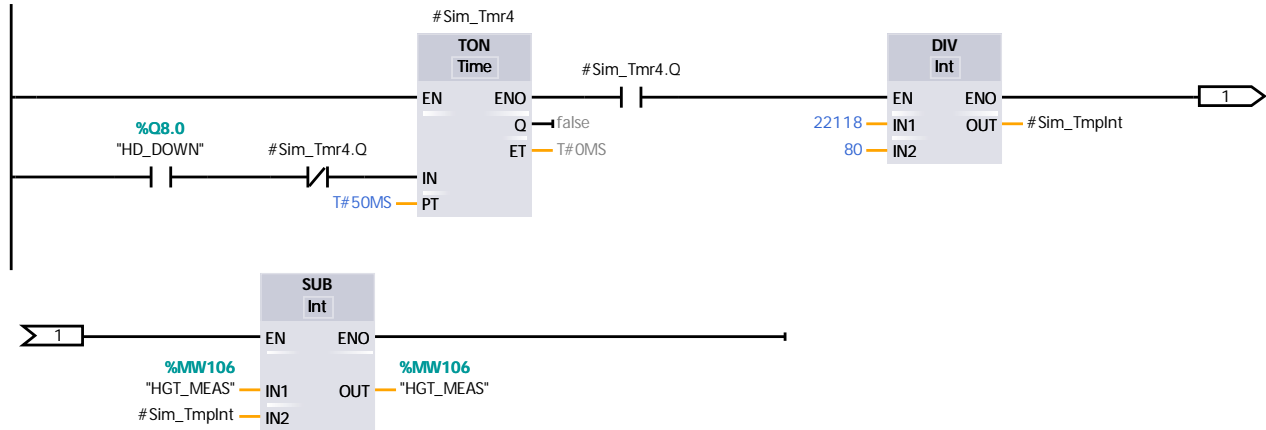 #Sim_Tmr4
TON
Time
DIV
Int
#Sim_Tmr4.Q
EN ENO
EN ENO
1
%Q8.0
"HD_DOWN"
#Sim_Tmr4.Q
Q false
22118 IN1 OUT #Sim_TmpInt
ET T#0MS
80 IN2
IN
T#50MS PT
SUB
Int
1
EN ENO
%MW106
"HGT_MEAS" IN1
%MW106
OUT "HGT_MEAS"
#Sim_TmpInt IN2